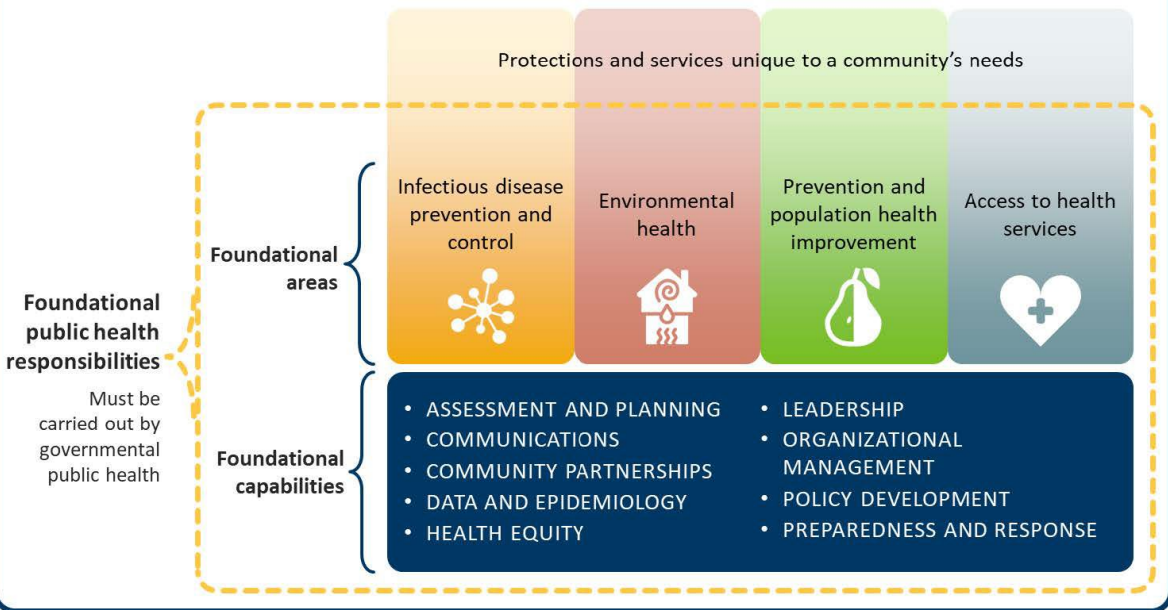 Protections and services unique to a community's needs
Infectious disease
prevention and
control
Environmental
health
Prevention and
population health
improvement
Access to health
services
Foundational
areas
Foundational
public health
responsibilities
Must be
carried out by
governmental
public health
Foundational
capabilities
• ASSESSMENT AND PLANNING
• COMMUNICATIONS
• COMMUNITY PARTNERSHIPS
• DATA AND EPIDEMIOLOGY
• HEALTH EQUITY
• LEADERSHIP
• ORGANIZATIONAL
MANAGEMENT
• POLICY DEVELOPMENT
• PREPAREDNESS AND RESPONSE